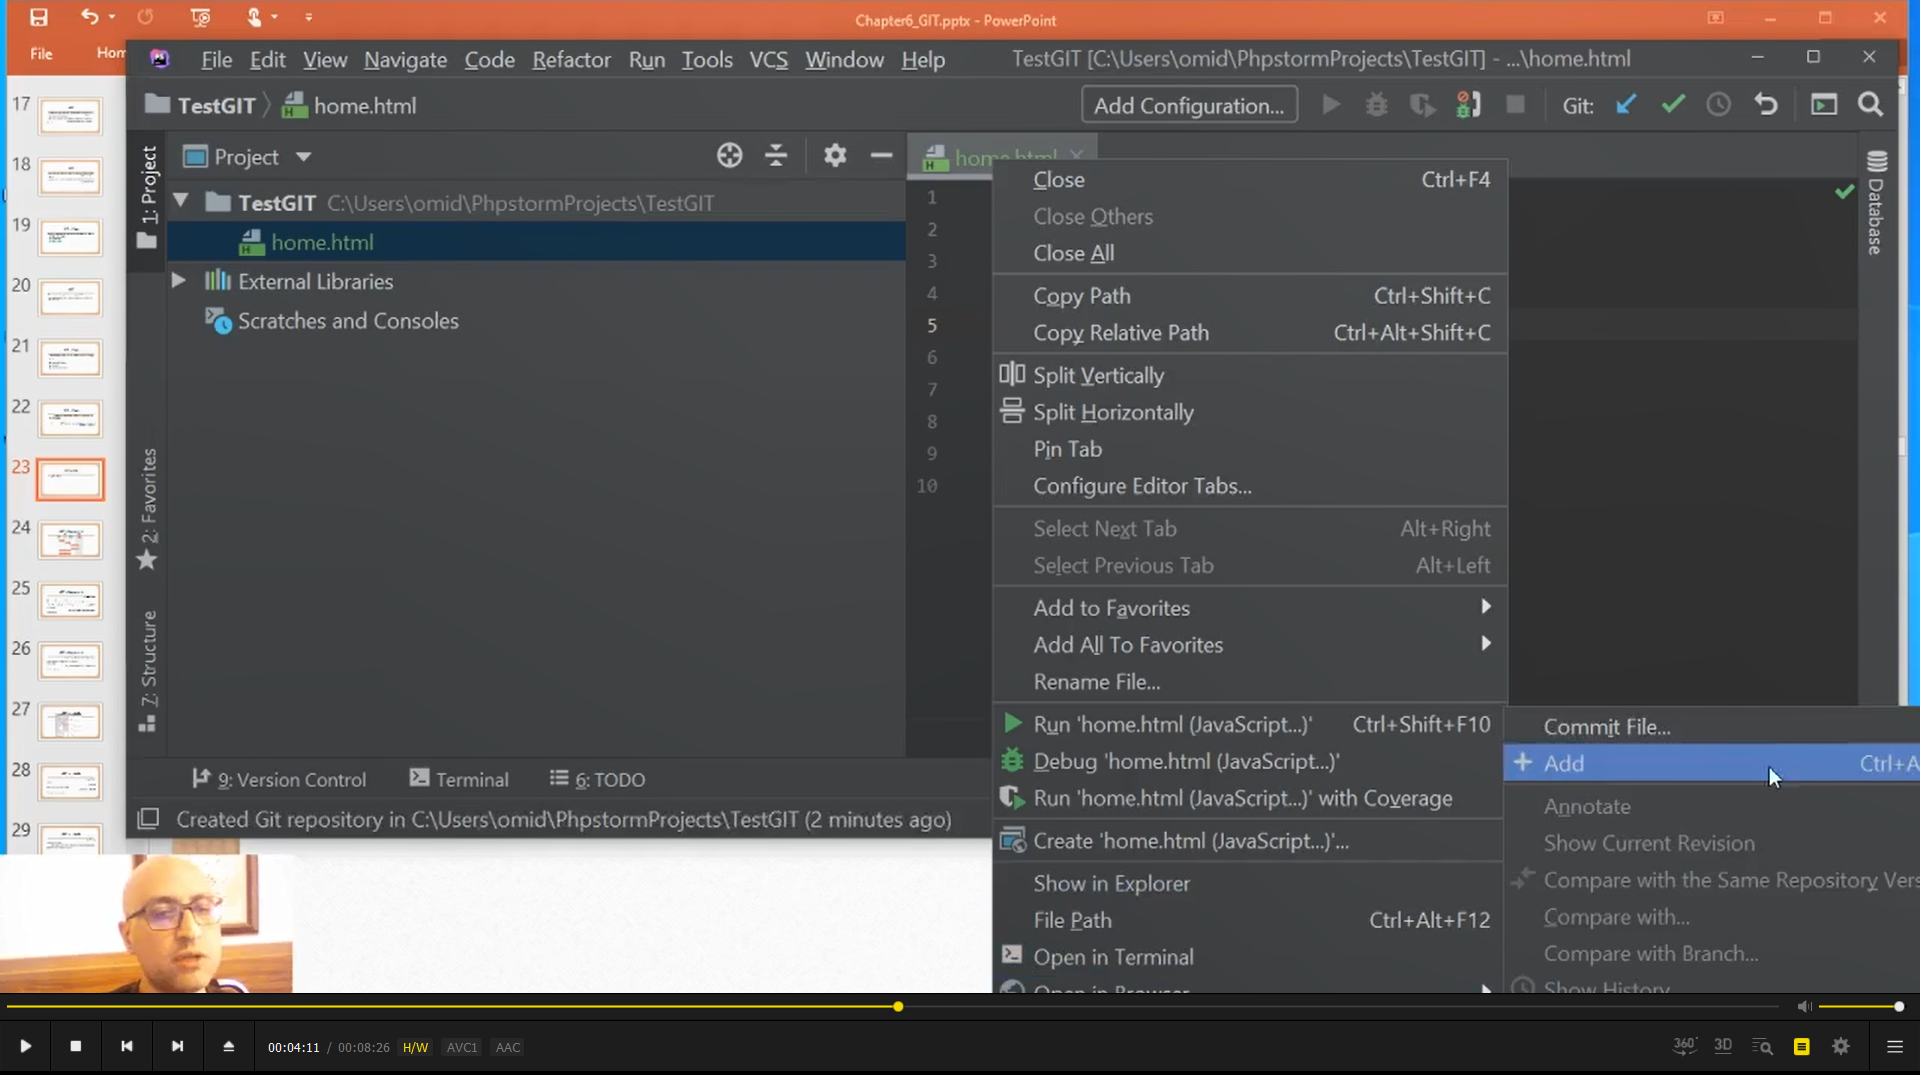 Chapter6_GIT.pptx - PowerPoint
File
File Edit View Navigate Code Refactor Run Tools VCS Window Help
TestGIT [C:\Users\omid\PhpstormProjects\TestGIT] - ...\home.html
TestGIT
home.html
Add Configuration...
Git:
Project
1: Project
TestGIT C:\Users\omid\PhpstormProjects\TestGIT
home.html
External Libraries
Scratches and Consoles
2: Favorites
7: Structure
17
18
19
20
21
22
23
24
25
26
27
28
29
home.html
1
2
3
4
5
6
7
8
9
10
Database
Close Ctrl+F4
Close Others
Close All
Copy Path Ctrl+Shift+C
Copy Relative Path Ctrl+Alt+Shift+C
Split Vertically
Split Horizontally
Pin Tab
Configure Editor Tabs...
Select Next Tab Alt+Right
Select Previous Tab Alt+Left
Add to Favorites
Add All To Favorites
Rename File...
Run 'home.html (JavaScript...)' Ctrl+Shift+F10
Debug 'home.html (JavaScript...)'
Run 'home.html (JavaScript...)' with Coverage
Create 'home.html (JavaScript...)'...
Show in Explorer
File Path Ctrl+Alt+F12
Open in Terminal
Open in Browser
Commit File...
Add Ctrl+A
Annotate
Show Current Revision
Compare with the Same Repository Vers
Compare with...
Compare with Branch...
Show History
9: Version Control
Terminal
6: TODO
Created Git repository in C:\Users\omid\PhpstormProjects\TestGIT (2 minutes ago)
00:04:11 / 00:08:26 H/W AVC1 AAC
360°
3D